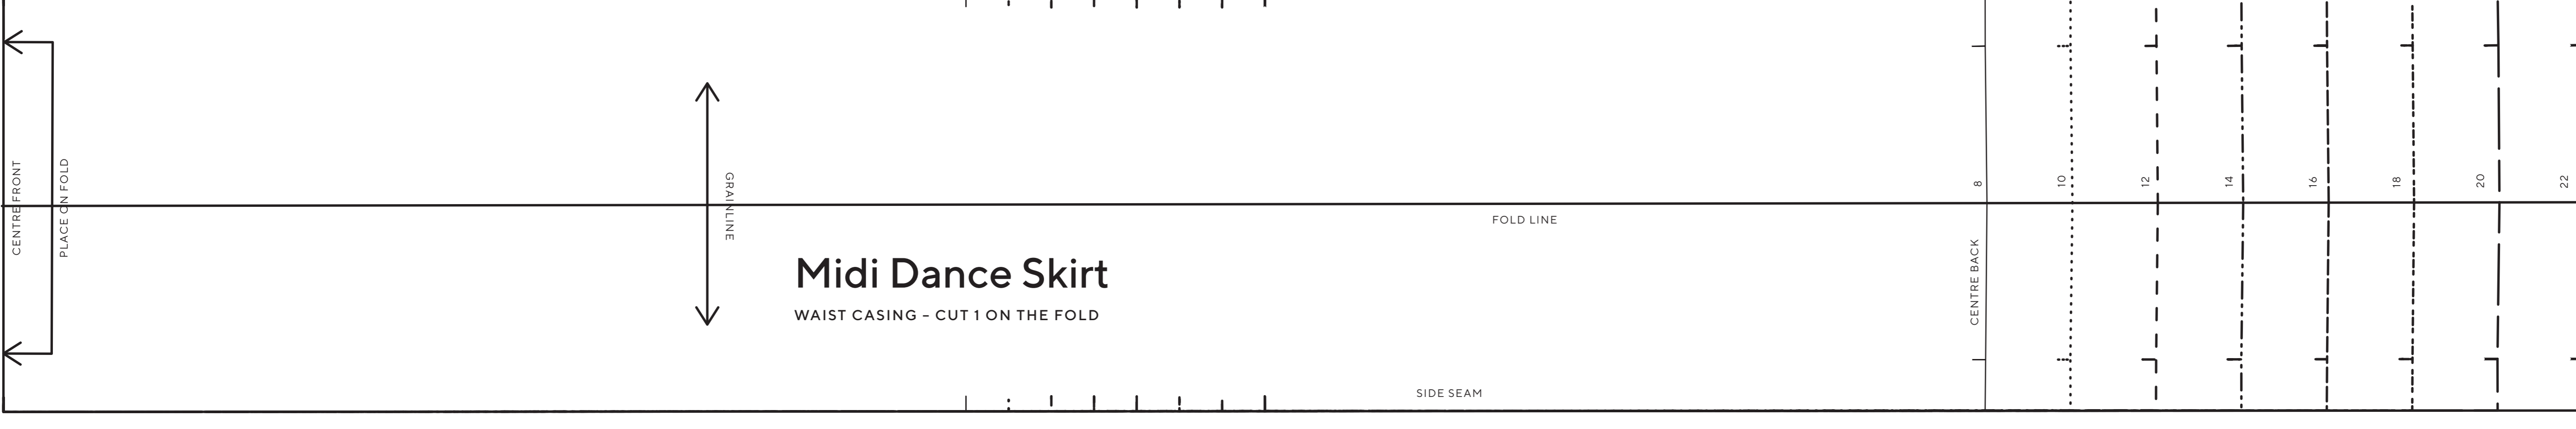 CENTRE FRONT
PLACE ON FOLD
GRAINLINE
Midi Dance Skirt
WAIST CASING – CUT 1 ON THE FOLD
FOLD LINE
SIDE SEAM
CENTRE BACK
8
10
12
14
16
18
20
22